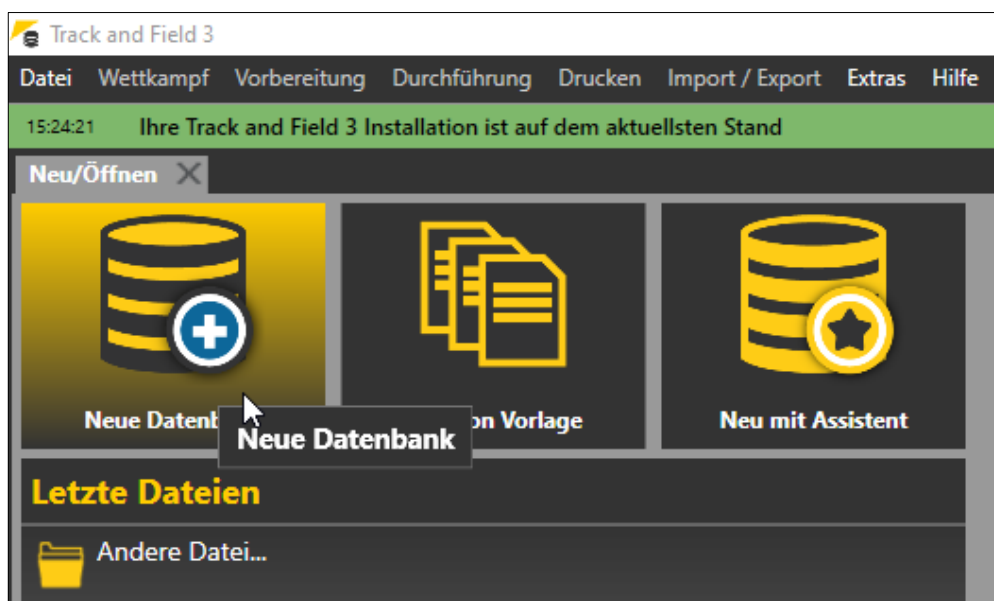 Track and Field 3
Datei Wettkampf Vorbereitung Durchführung Drucken Import / Export Extras Hilfe
15:24:21 Ihre Track and Field 3 Installation ist auf dem aktuellsten Stand
Neu/Öffnen
Neue Vorlage Neu mit Assistent
Neue Datenbank
Letzte Dateien
Andere Datei...